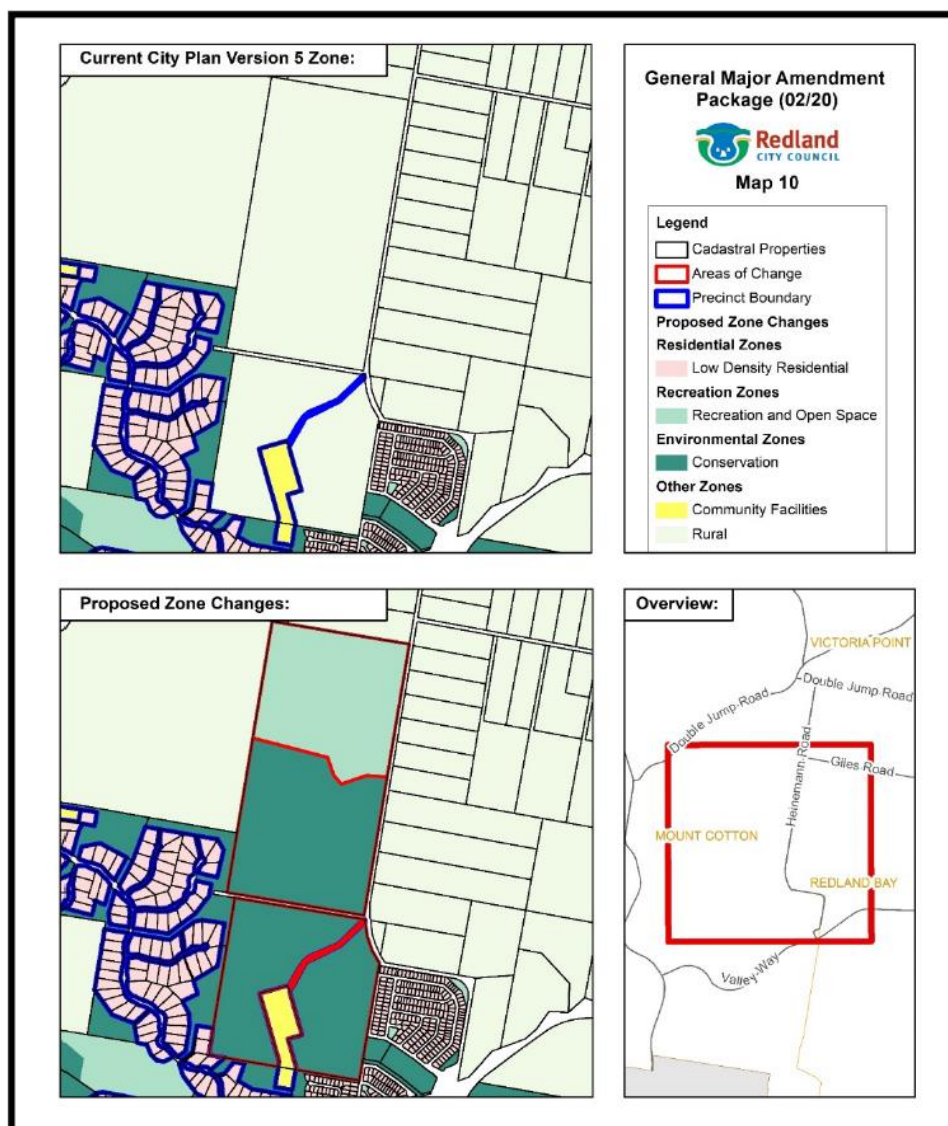 Current City Plan Version 5 Zone:
General Major Amendment
Package (02/20)
Redland
CITY COUNCIL
Map 10
Legend
Cadastral Properties
Areas of Change
Precinct Boundary
Proposed Zone Changes
Residential Zones
Low Density Residential
Recreation Zones
Recreation and Open Space
Environmental Zones
Conservation
Other Zones
Community Facilities
Rural
Proposed Zone Changes:
Overview:
VICTORIA POINT
Double Jump Road
Double Jump Road
Heinemann Road
Giles Road
MOUNT COTTON
REDLAND BAY
Valley Way